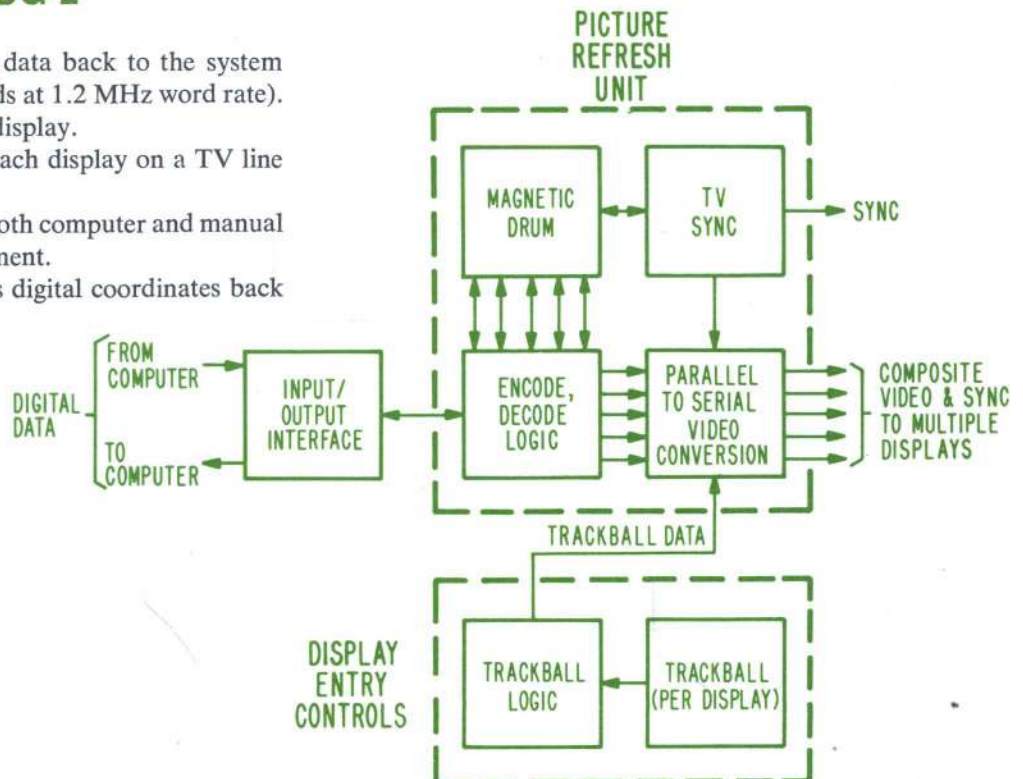 data back to the system
ds at 1.2 MHz word rate).
display.
each display on a TV line
both computer and manual
ment.
s digital coordinates back
PICTURE
REFRESH
UNIT
MAGNETIC
DRUM
TV
SYNC
SYNC
DIGITAL
DATA
FROM
COMPUTER
TO
COMPUTER
INPUT/
OUTPUT
INTERFACE
ENCODE,
DECODE
LOGIC
PARALLEL
TO SERIAL
VIDEO
CONVERSION
COMPOSITE
VIDEO & SYNC
TO MULTIPLE
DISPLAYS
TRACKBALL DATA
DISPLAY
ENTRY
CONTROLS
TRACKBALL
LOGIC
TRACKBALL
(PER DISPLAY)